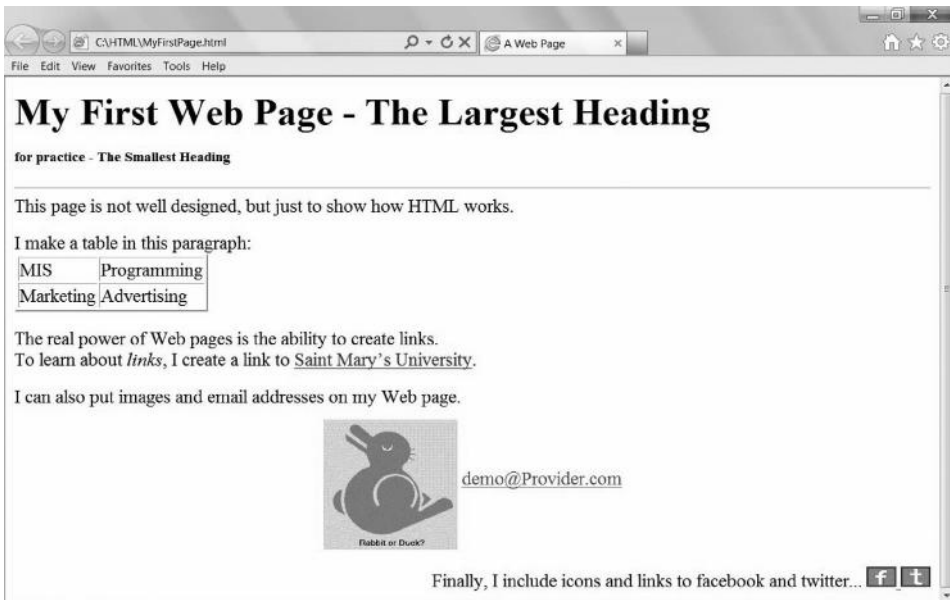 C:\HTML\MyFirstPage.html
A Web Page
File Edit View Favorites Tools Help
My First Web Page - The Largest Heading
for practice - The Smallest Heading
This page is not well designed, but just to show how HTML works.
I make a table in this paragraph:
MIS Programming
Marketing Advertising
The real power of Web pages is the ability to create links.
To learn about links, I create a link to Saint Mary's University.
I can also put images and email addresses on my Web page.
demo@Provider.com
Rabbit or Duck?
Finally, I include icons and links to facebook and twitter... f t